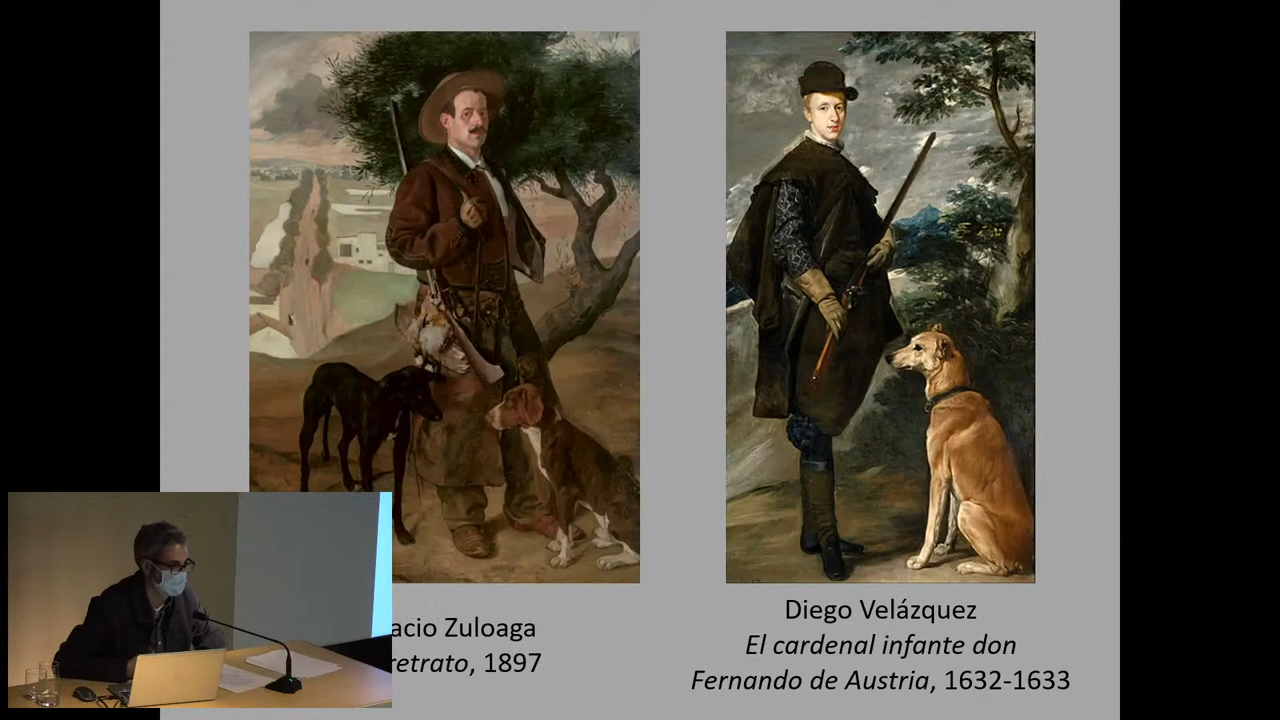 acio Zuloaga
retrato, 1897
Diego Velázquez
El cardenal infante don
Fernando de Austria, 1632-1633